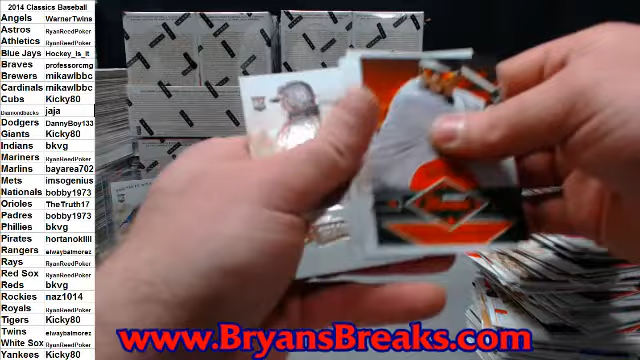 2014 Classics Baseball
Angels WarnerTwins
Astros RyanReedPoker
Athletics RyanReedPoker
Blue Jays Hockey_Is_It
Braves professorcmg
Brewers mikawlbbc
Cardinals mikawlbbc
Cubs Kicky80
Diamondbacks jaja
Dodgers DannyBoy133
Giants Kicky80
Indians bkvg
Mariners RyanReedPoker
Marlins bayarea702
Mets imsogenius
Nationals bobby1973
Orioles TheTruth17
Padres bobby1973
Phillies bkvg
Pirates hortankiiii
Rangers elwaybalmorez
Rays RyanReedPoker
Red Sox RyanReedPoker
Reds bkvg
Rockies naz1014
Royals RyanReedPoker
Tigers Kicky80
Twins elwaybalmorez
White Sox RyanReedPoker
Yankees Kicky80
www.BryansBreaks.com